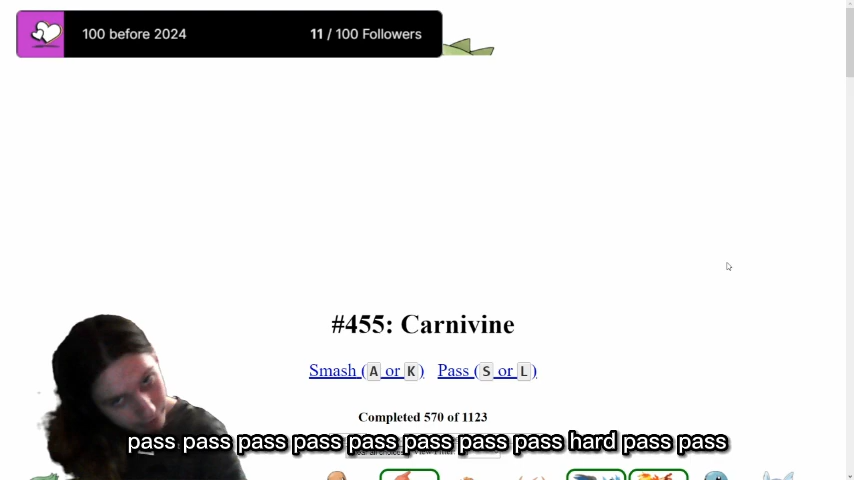 100 before 2024 11 / 100 Followers
#455: Carnivine
Smash (A or K) Pass (S or L)
Completed 570 of 1123
pass pass pass pass pass pass pass pass hard pass pass